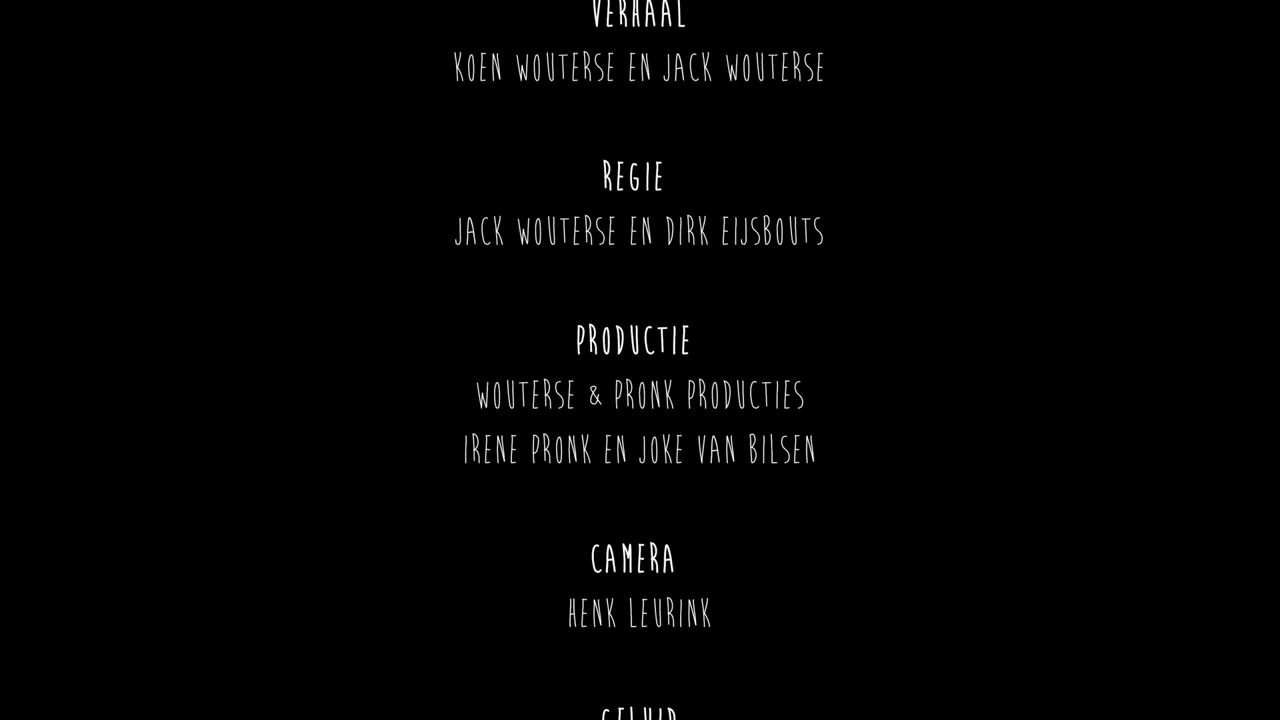 VERHAAL
KOEN WOUTERSE EN JACK WOUTERSE
REGIE
JACK WOUTERSE EN DIRK EIJSBOUTS
PRODUCTIE
WOUTERSE & PRONK PRODUCTIES
IRENE PRONK EN JOKE VAN BILSEN
CAMERA
HENK LEURINK
GELUID